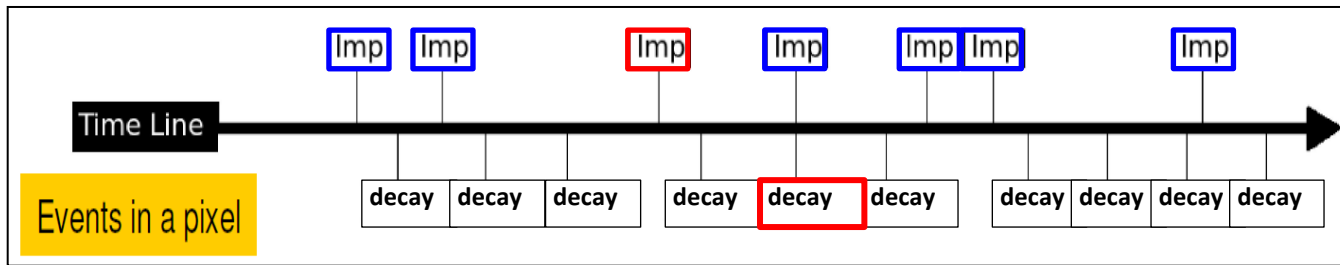 Imp Imp Imp Imp Imp Imp Imp
Time Line
decay decay decay decay decay decay decay decay decay decay
Events in a pixel